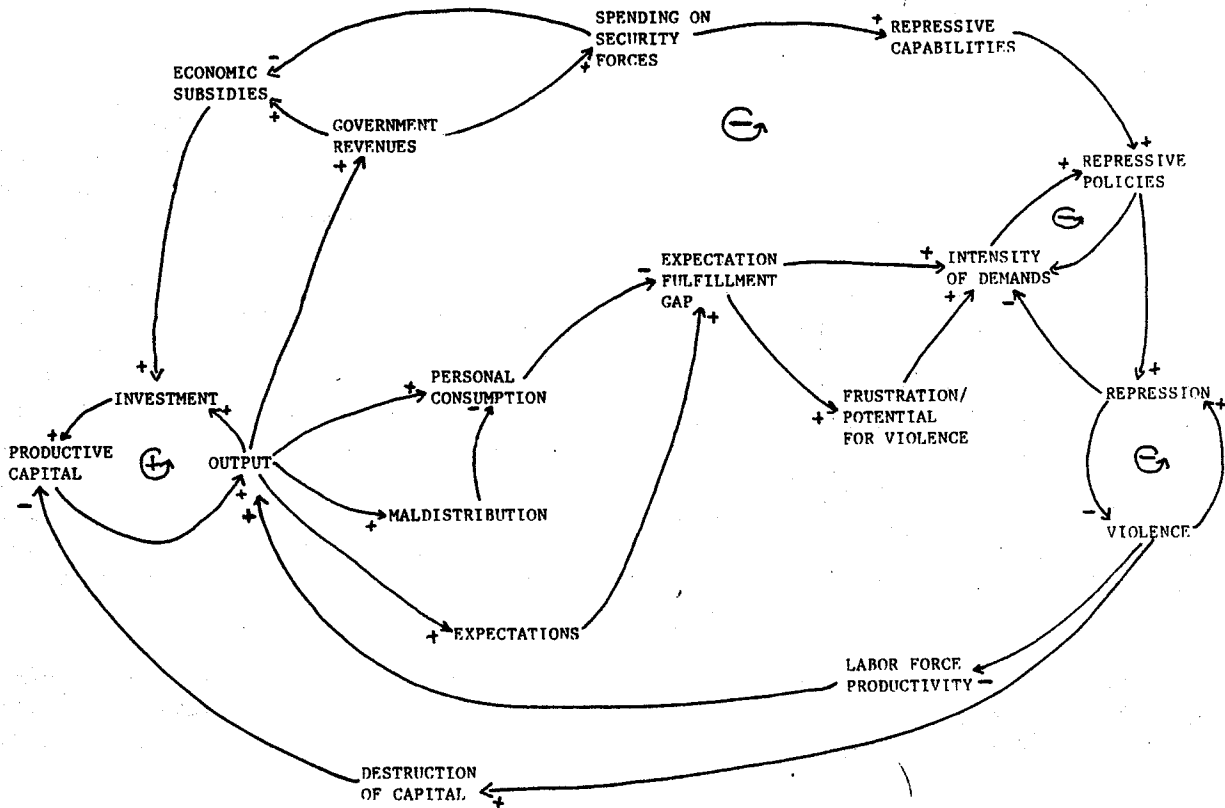 SPENDING ON
SECURITY
FORCES
+
REPRESSIVE
CAPABILITIES
-
ECONOMIC
SUBSIDIES
+
+
GOVERNMENT
REVENUES
+
-
+
+
REPRESSIVE
POLICIES
-
EXPECTATION
FULFILLMENT
GAP
-
+
+
INTENSITY
OF DEMANDS
+
-
+
INVESTMENT
+
PERSONAL
CONSUMPTION
+
-
FRUSTRATION/
POTENTIAL
FOR VIOLENCE
+
+
REPRESSION
+
PRODUCTIVE
CAPITAL
+
-
+
OUTPUT
+
+
-
MALDISTRIBUTION
+
VIOLENCE
-
+ EXPECTATIONS
LABOR FORCE
PRODUCTIVITY -
DESTRUCTION
OF CAPITAL
+